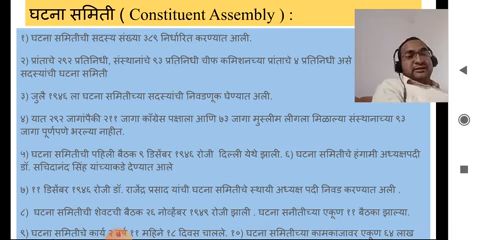 घटना समिती ( Constituent Assembly ) :
१) घटना समितीची सदस्य संख्या ३८९ निर्धारित करण्यात आली.
२) प्रांताचे २९२ प्रतिनिधी, संस्थानांचे ९३ प्रतिनिधी चीफ कमिशनच्या प्रांताचे ४ प्रतिनिधी असे
सदस्यांची घटना समिती
३) जुलै १९४६ ला घटना समितीच्या सदस्यांची निवडणूक घेण्यात अली.
४) यात २९२ जागांपैकी २११ जागा काँग्रेस पक्षाला आणि ७३ जागा मुस्लीम लीगला मिळाल्या संस्थानाच्या ९३
जागा पूर्णपणे भरल्या नाहीत.
५) घटना समितीची पहिली बैठक ९ डिसेंबर १९४६ रोजी दिल्ली येथे झाली. ६) घटना समितीचे हंगामी अध्यक्षपदी
डॉ. सचिदानंद सिंह यांच्याकडे देण्यात आले
७) ११ डिसेंबर १९४६ रोजी डॉ. राजेंद्र प्रसाद यांची घटना समितीचे स्थायी अध्यक्ष पदी निवड करण्यात अली .
८) घटना समितीची शेवटची बैठक २६ नोव्हेंबर १९४९ रोजी झाली . घटना सनीतीच्या एकूण ११ बैठका झाल्या.
९) घटना समितीचे कार्य २ वर्ष ११ महिने १८ दिवस चालले. १०) घटना समितीच्या कामकाजावर एकूण ६४ लाख